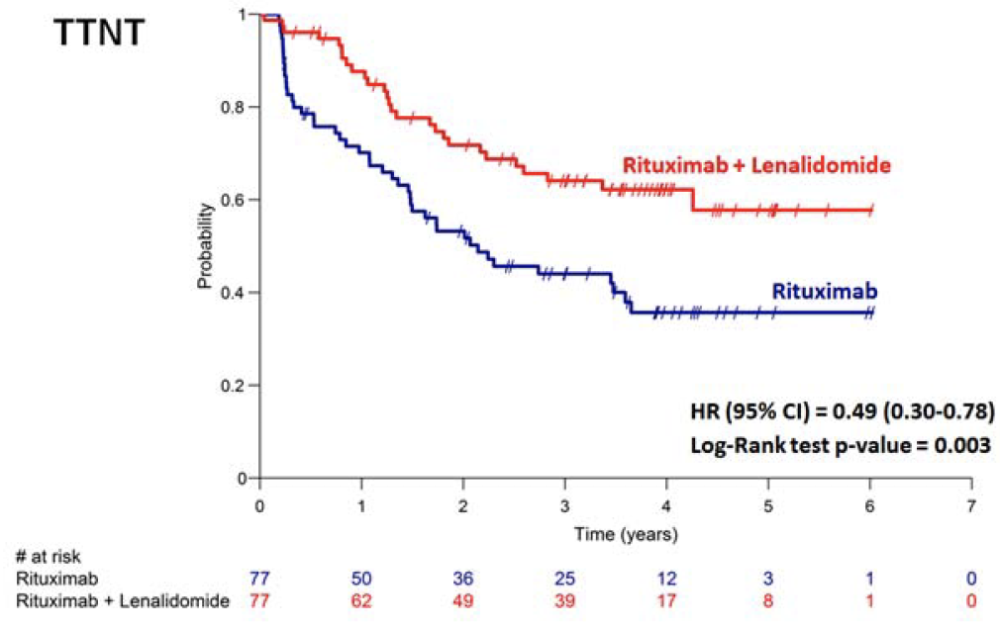 TTNT
1
0.8
0.6
0.4
0.2
0
Probability
Rituximab + Lenalidomide
Rituximab
HR (95% CI) = 0.49 (0.30-0.78)
Log-Rank test p-value = 0.003
0 1 2 3 4 5 6 7
Time (years)
# at risk
Rituximab 77 50 36 25 12 3 1 0
Rituximab + Lenalidomide 77 62 49 39 17 8 1 0